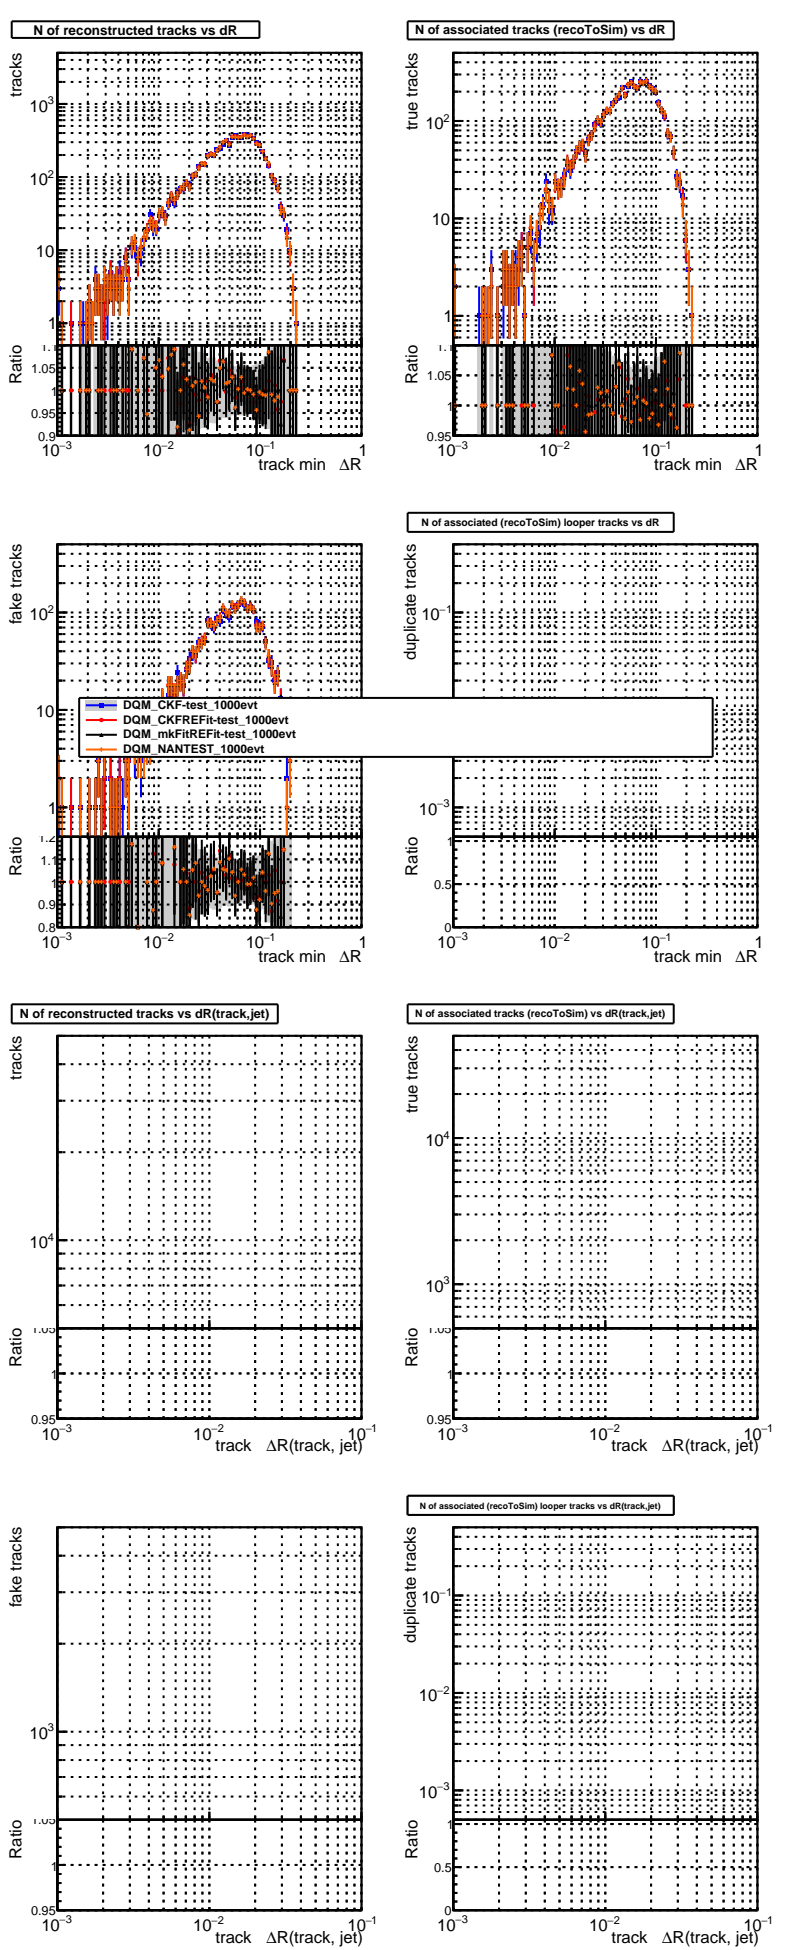 N of reconstructed tracks vs dR
tracks
10³
10²
10
1
Ratio
1.1
1.05
1
0.95
0.9
10⁻³
10⁻²
10⁻¹
1
track min ΔR
N of associated tracks (recoToSim) vs dR
true tracks
10²
10
1
Ratio
1.1
1.05
1
0.95
10⁻³
10⁻²
10⁻¹
1
track min ΔR
fake tracks
10²
10
1
Ratio
1.2
1.1
1
0.9
0.8
10⁻³
10⁻²
10⁻¹
1
track min ΔR
N of associated (recoToSim) looper tracks vs dR
duplicate tracks
10⁻¹
10⁻³
Ratio
1
0.5
0
10⁻³
10⁻²
10⁻¹
1
track min ΔR
DQM_CKF-test_1000evt
DQM_CKFREFit-test_1000evt
DQM_mkFitREFit-test_1000evt
DQM_NANTEST_1000evt
N of reconstructed tracks vs dR(track,jet)
tracks
10⁴
Ratio
1.05
1
0.95
10⁻³
10⁻²
10⁻¹
track ΔR(track, jet)
N of associated tracks (recoToSim) vs dR(track,jet)
true tracks
10⁴
10³
Ratio
1.05
1
0.95
10⁻³
10⁻²
10⁻¹
track ΔR(track, jet)
fake tracks
10³
Ratio
1.05
1
0.95
10⁻³
10⁻²
10⁻¹
track ΔR(track, jet)
N of associated (recoToSim) looper tracks vs dR(track,jet)
duplicate tracks
10⁻¹
10⁻²
10⁻³
Ratio
1
0.5
0
10⁻³
10⁻²
10⁻¹
track ΔR(track, jet)